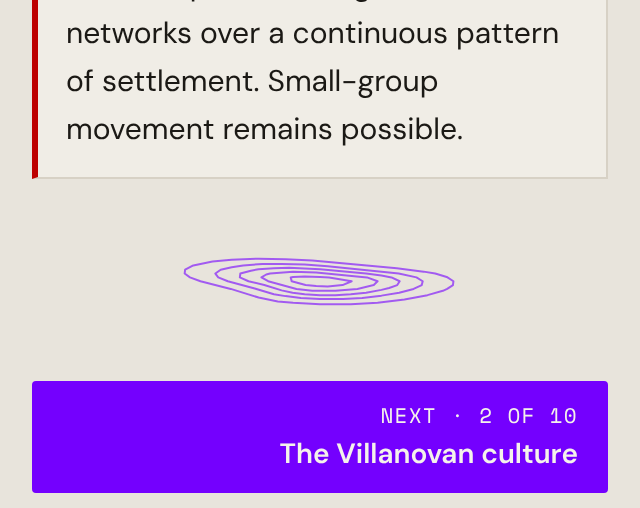 networks over a continuous pattern
of settlement. Small-group
movement remains possible.
NEXT · 2 OF 10
The Villanovan culture